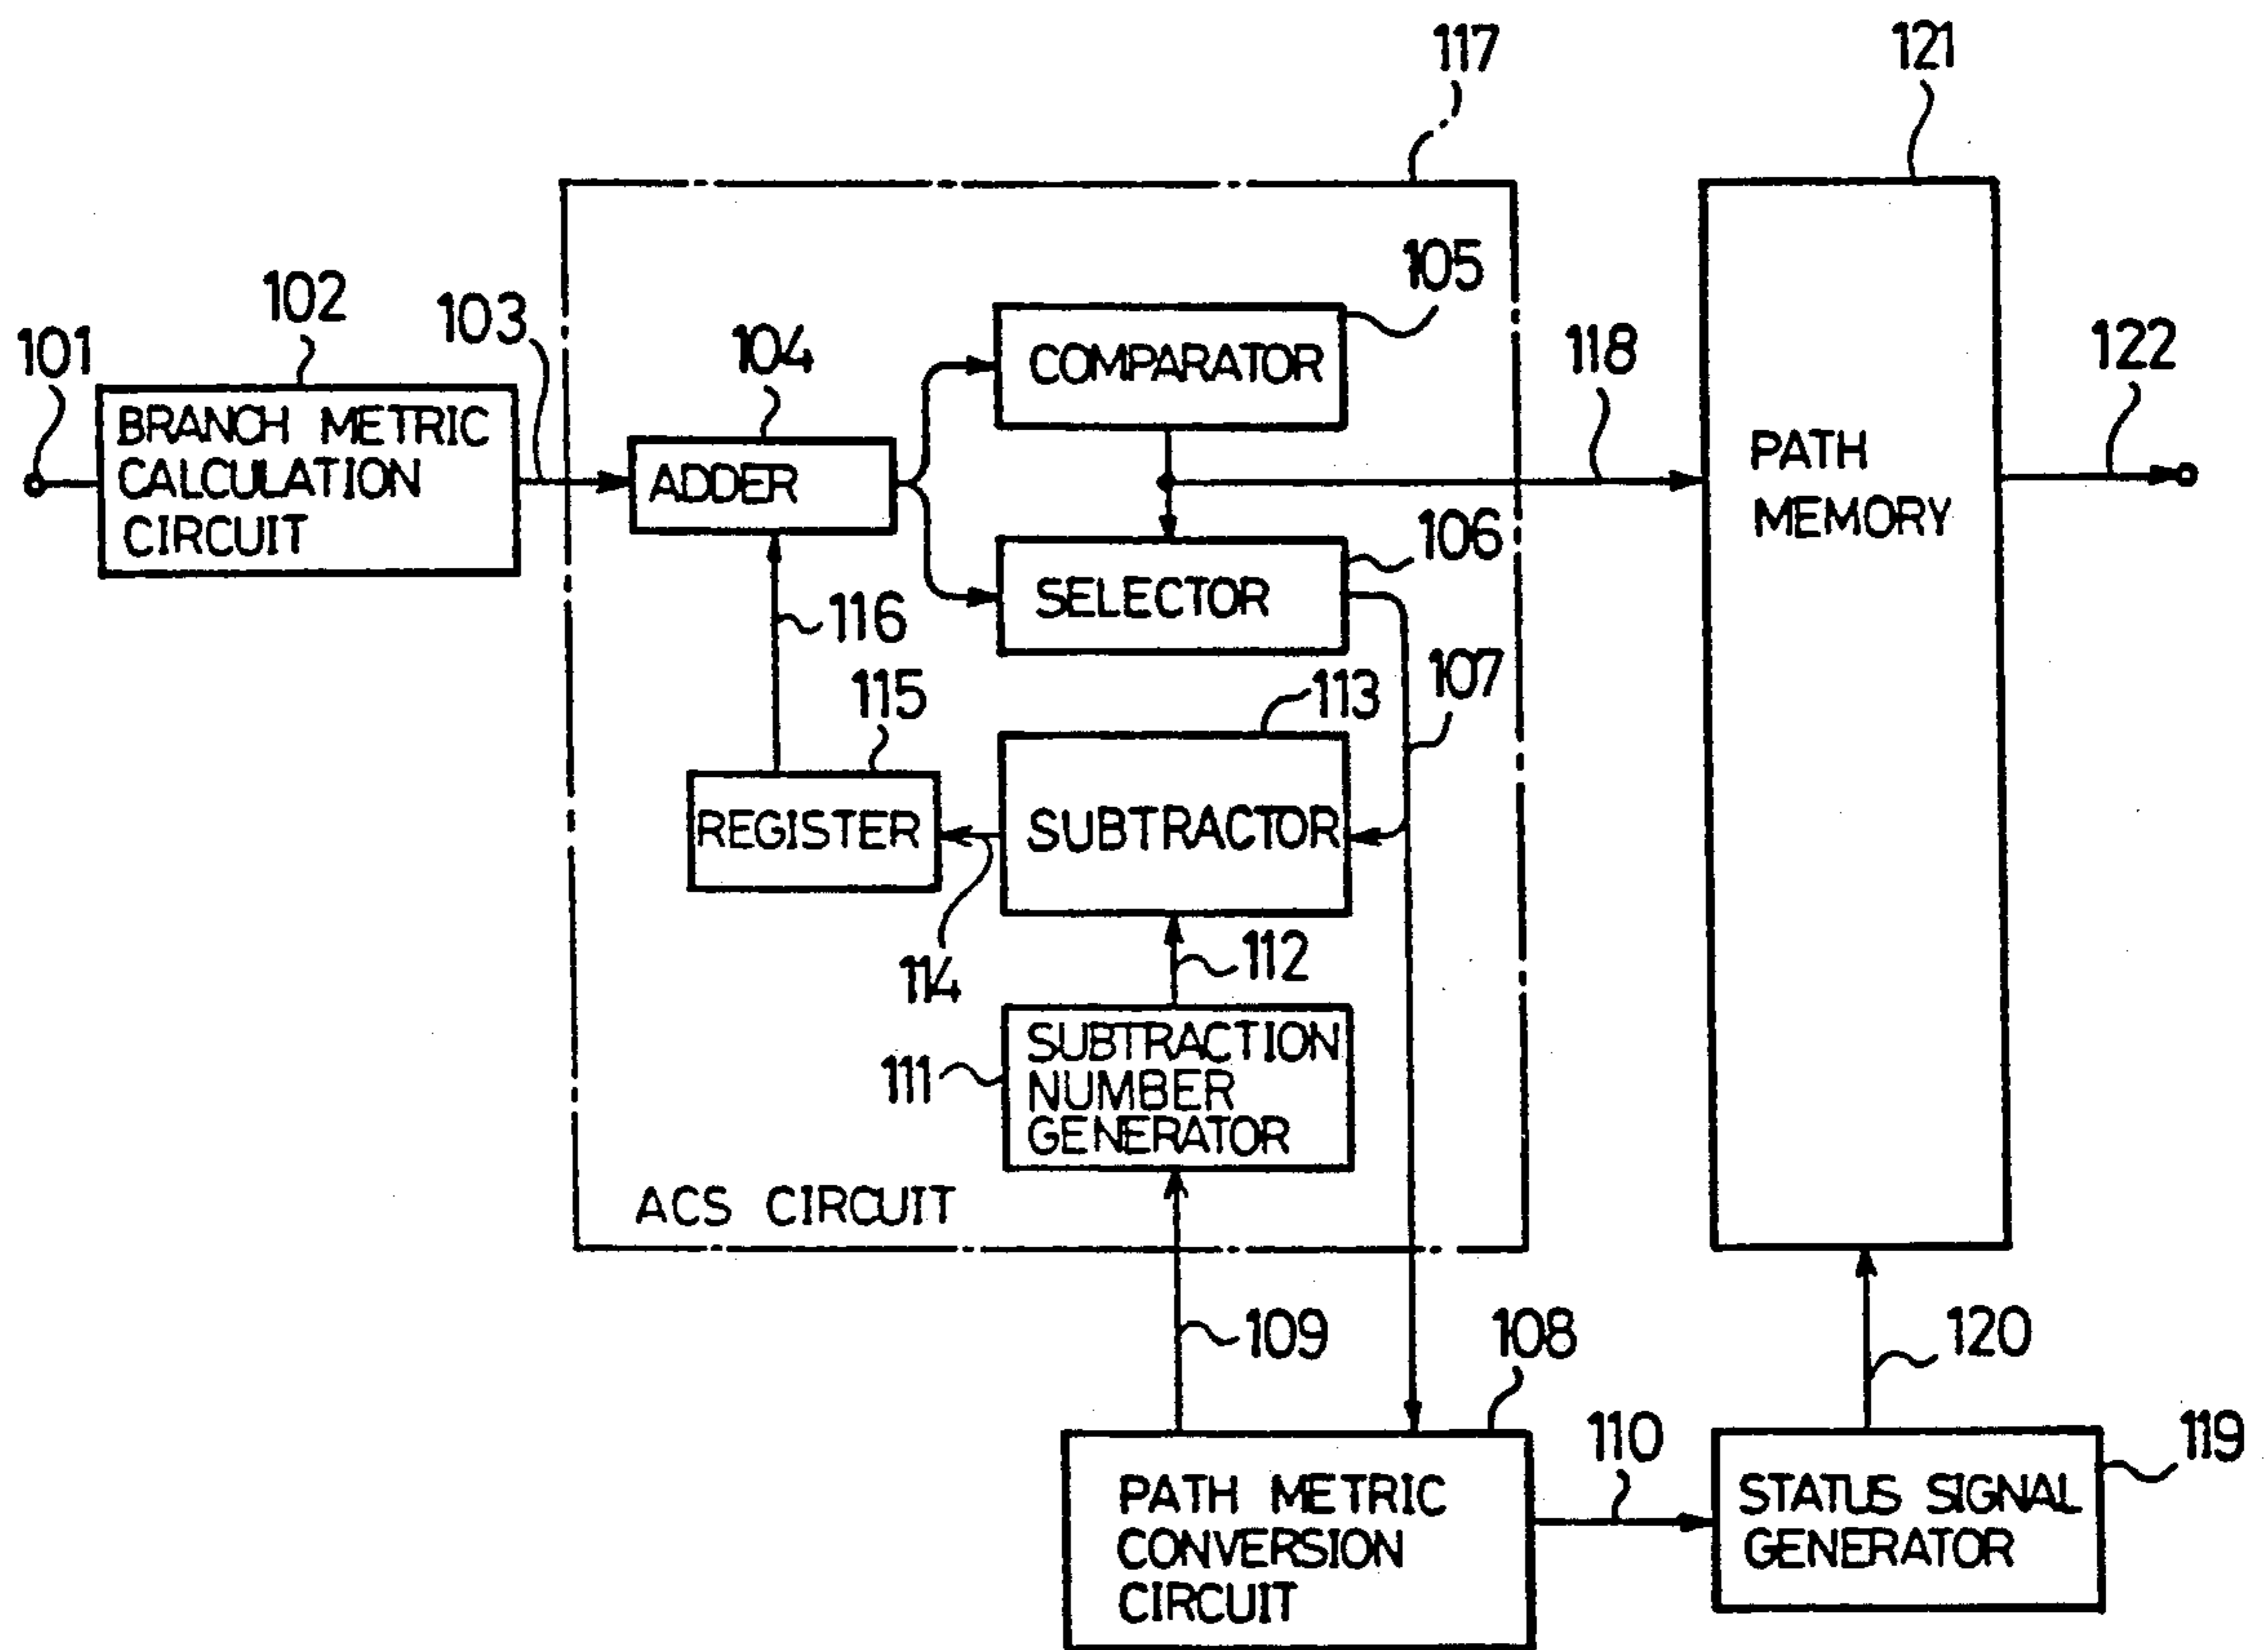 117
121
105
102
103
101
104
COMPARATOR
118
122
BRANCH METRIC
CALCULATION
CIRCUIT
ADDER
PATH
MEMORY
106
SELECTOR
116
107
113
115
REGISTER
SUBTRACTOR
114
112
111
SUBTRACTION
NUMBER
GENERATOR
ACS CIRCUIT
109
108
120
110
119
PATH METRIC
CONVERSION
CIRCUIT
STATUS SIGNAL
GENERATOR